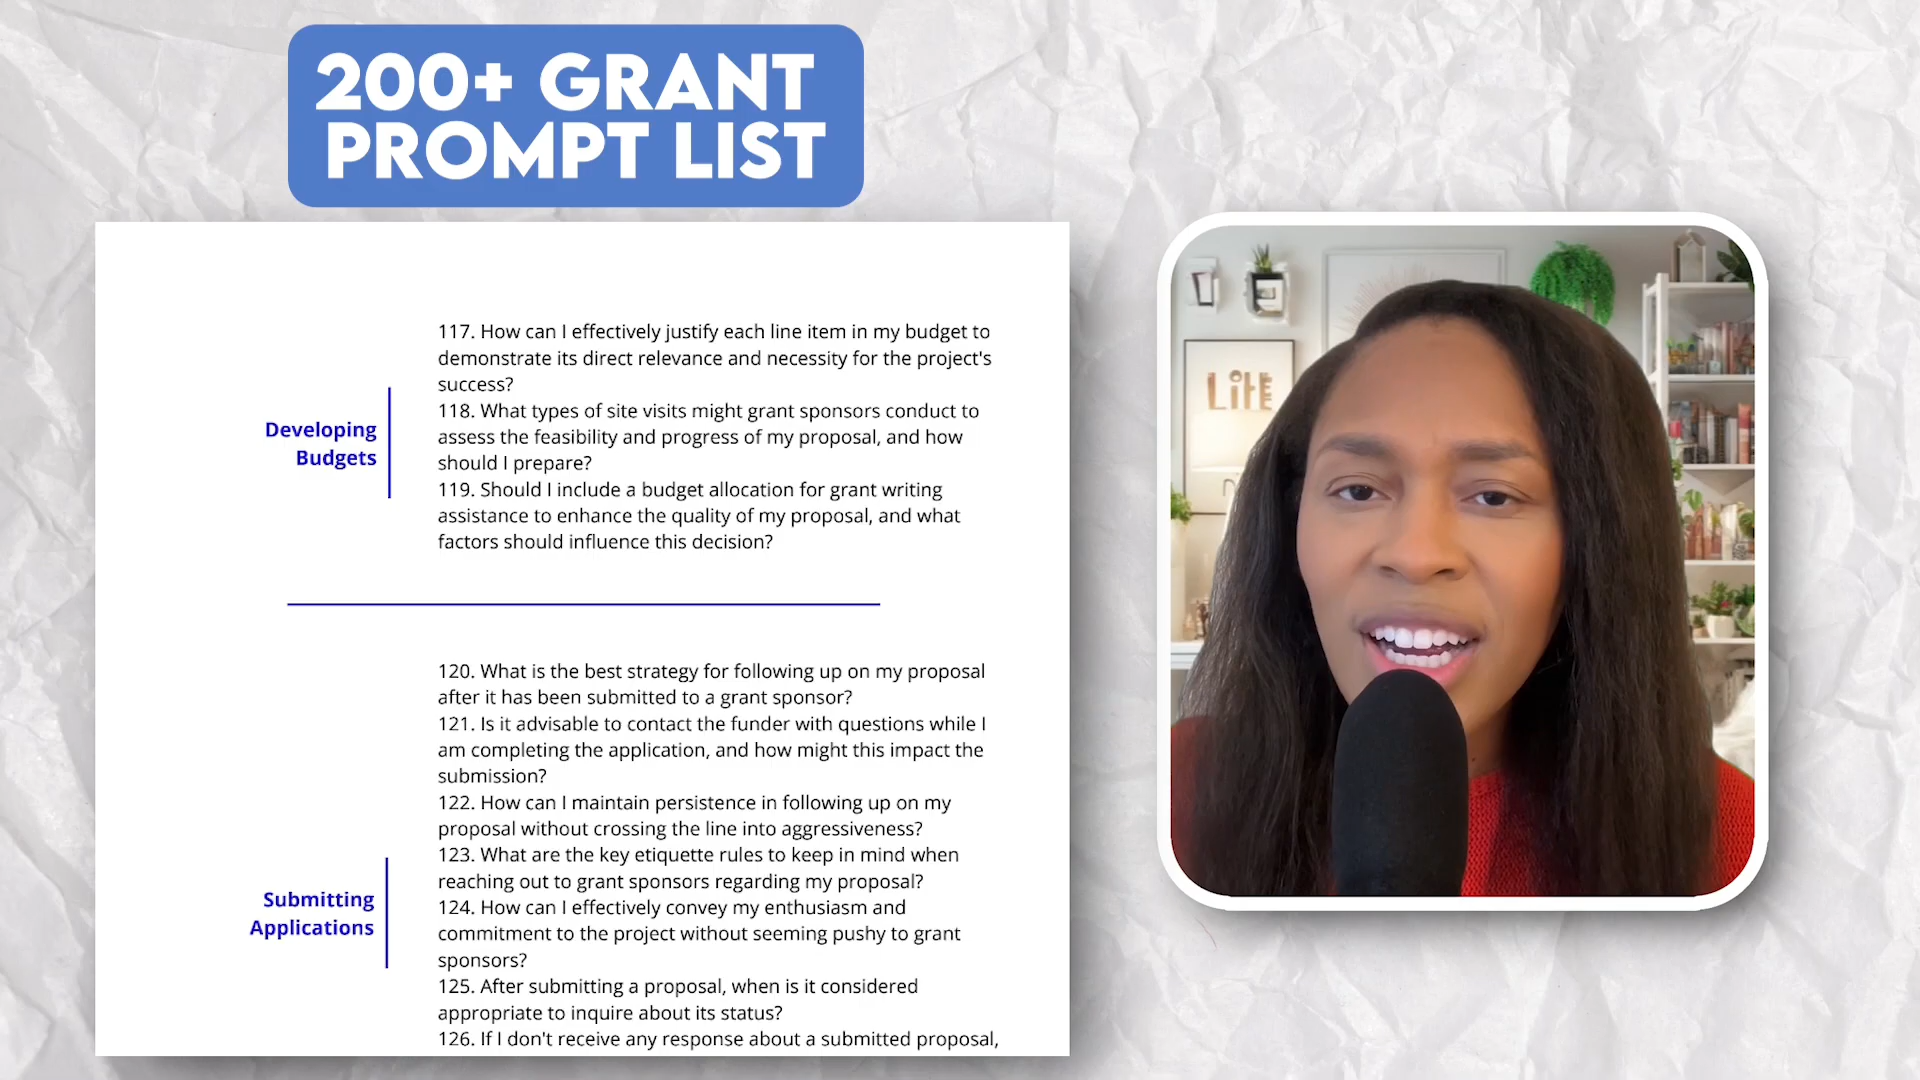 200+ GRANT
PROMPT LIST
Developing
Budgets
117. How can I effectively justify each line item in my budget to
demonstrate its direct relevance and necessity for the project's
success?
118. What types of site visits might grant sponsors conduct to
assess the feasibility and progress of my proposal, and how
should I prepare?
119. Should I include a budget allocation for grant writing
assistance to enhance the quality of my proposal, and what
factors should influence this decision?
Submitting
Applications
120. What is the best strategy for following up on my proposal
after it has been submitted to a grant sponsor?
121. Is it advisable to contact the funder with questions while I
am completing the application, and how might this impact the
submission?
122. How can I maintain persistence in following up on my
proposal without crossing the line into aggressiveness?
123. What are the key etiquette rules to keep in mind when
reaching out to grant sponsors regarding my proposal?
124. How can I effectively convey my enthusiasm and
commitment to the project without seeming pushy to grant
sponsors?
125. After submitting a proposal, when is it considered
appropriate to inquire about its status?
126. If I don't receive any response about a submitted proposal,
LifE